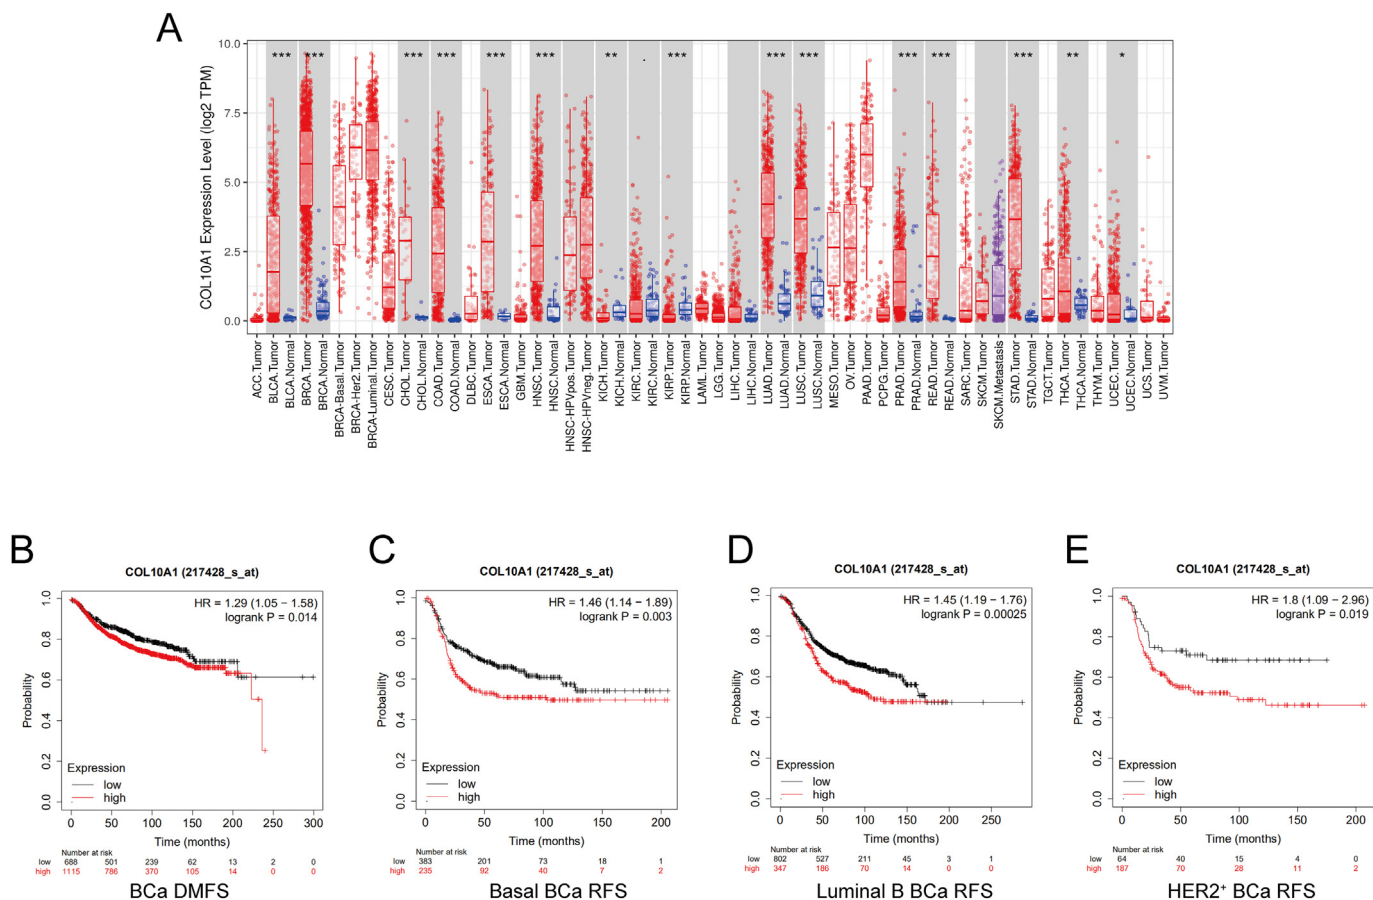 A
COL10A1 Expression Level (log2 TPM)
10.0
7.5
5.0
2.5
0.0
*** *** *** *** *** *** ** . *** *** *** *** *** *** ** *
ACC.Tumor
BLCA.Tumor
BLCA.Normal
BRCA.Tumor
BRCA.Normal
BRCA-Basal.Tumor
BRCA-Her2.Tumor
BRCA-Luminal.Tumor
CESC.Tumor
CHOL.Tumor
CHOL.Normal
COAD.Tumor
COAD.Normal
DLBC.Tumor
ESCA.Tumor
ESCA.Normal
GBM.Tumor
HNSC.Tumor
HNSC.Normal
HNSC-HPVpos.Tumor
HNSC-HPVneg.Tumor
KICH.Tumor
KICH.Normal
KIRC.Tumor
KIRC.Normal
KIRP.Tumor
KIRP.Normal
LAML.Tumor
LGG.Tumor
LIHC.Tumor
LIHC.Normal
LUAD.Tumor
LUAD.Normal
LUSC.Tumor
LUSC.Normal
MESO.Tumor
OV.Tumor
PAAD.Tumor
PCPG.Tumor
PRAD.Tumor
PRAD.Normal
READ.Tumor
READ.Normal
SARC.Tumor
SKCM.Tumor
SKCM.Metastasis
STAD.Tumor
STAD.Normal
TGCT.Tumor
THCA.Tumor
THCA.Normal
THYM.Tumor
UCEC.Tumor
UCEC.Normal
UCS.Tumor
UVM.Tumor
B
COL10A1 (217428_s_at)
HR = 1.29 (1.05 − 1.58)
logrank P = 0.014
Probability
1.0
0.8
0.6
0.4
0.2
0.0
Expression
low
high
0 50 100 150 200 250 300
Time (months)
Number at risk
low 688 501 239 62 13 2 0
high 1115 786 370 105 14 0 0
BCa DMFS
C
COL10A1 (217428_s_at)
HR = 1.46 (1.14 − 1.89)
logrank P = 0.003
Probability
1.0
0.8
0.6
0.4
0.2
0.0
Expression
low
high
0 50 100 150 200
Time (months)
Number at risk
low 383 201 73 18 1
high 235 92 40 7 2
Basal BCa RFS
D
COL10A1 (217428_s_at)
HR = 1.45 (1.19 − 1.76)
logrank P = 0.00025
Probability
1.0
0.8
0.6
0.4
0.2
0.0
Expression
low
high
0 50 100 150 200 250
Time (months)
Number at risk
low 802 527 211 45 3 1
high 347 186 70 14 0 0
Luminal B BCa RFS
E
COL10A1 (217428_s_at)
HR = 1.8 (1.09 − 2.96)
logrank P = 0.019
Probability
1.0
0.8
0.6
0.4
0.2
0.0
Expression
low
high
0 50 100 150 200
Time (months)
Number at risk
low 64 40 15 4 0
high 187 70 28 11 2
HER2⁺ BCa RFS